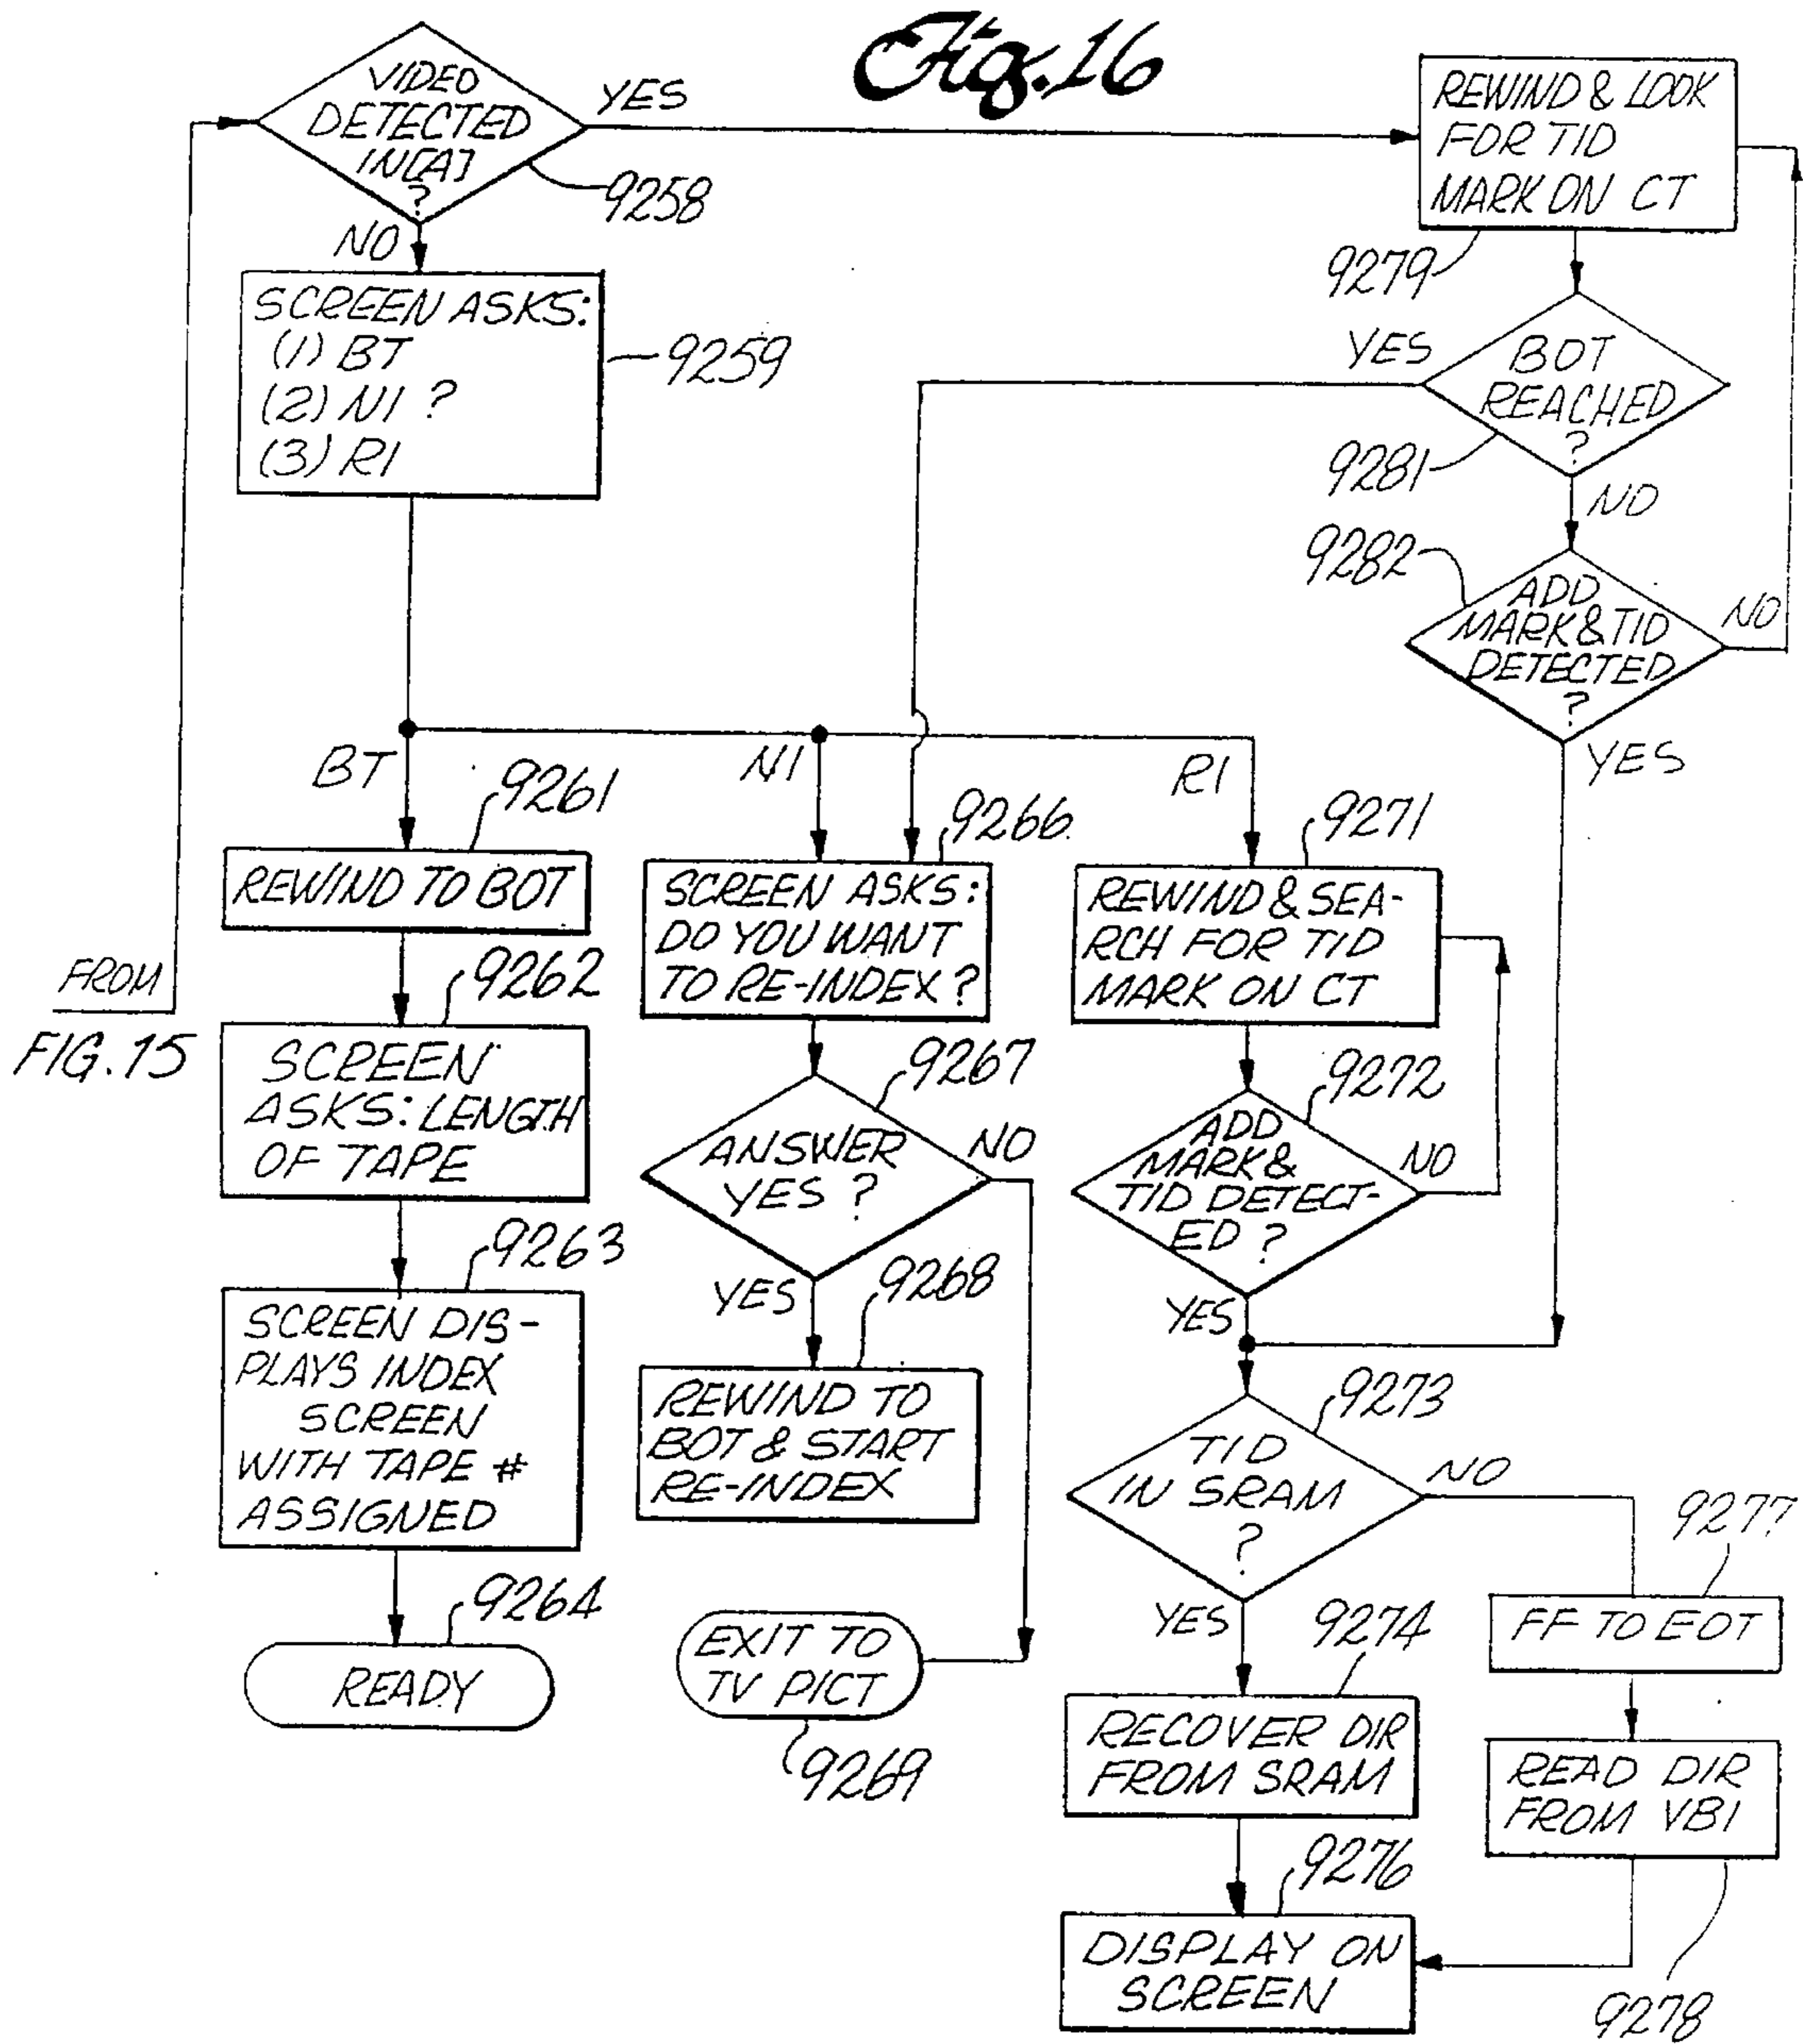 Fig. 16
VIDEO
DETECTED
IN[A]
?
YES
9258
NO
SCREEN ASKS:
(1) BT
(2) NI ?
(3) RI
9259
REWIND & LOOK
FOR TID
MARK ON CT
9279
BOT
REACHED
?
YES
9281
NO
9282
ADD
MARK & TID
DETECTED
?
NO
YES
FROM
FIG. 15
BT
9261
REWIND TO BOT
9262
SCREEN
ASKS: LENGTH
OF TAPE
9263
SCREEN DIS-
PLAYS INDEX
SCREEN
WITH TAPE #
ASSIGNED
9264
READY
NI
9266
SCREEN ASKS:
DO YOU WANT
TO RE-INDEX?
9267
ANSWER
YES ?
NO
YES
9268
REWIND TO
BOT & START
RE-INDEX
EXIT TO
TV PICT
9269
RI
9271
REWIND & SEA-
RCH FOR TID
MARK ON CT
9272
ADD
MARK &
TID DETECT-
ED ?
NO
YES
9273
TID
IN SRAM
?
NO
YES
9274
RECOVER DIR
FROM SRAM
9276
DISPLAY ON
SCREEN
9277
FF TO EOT
READ DIR
FROM VBI
9278